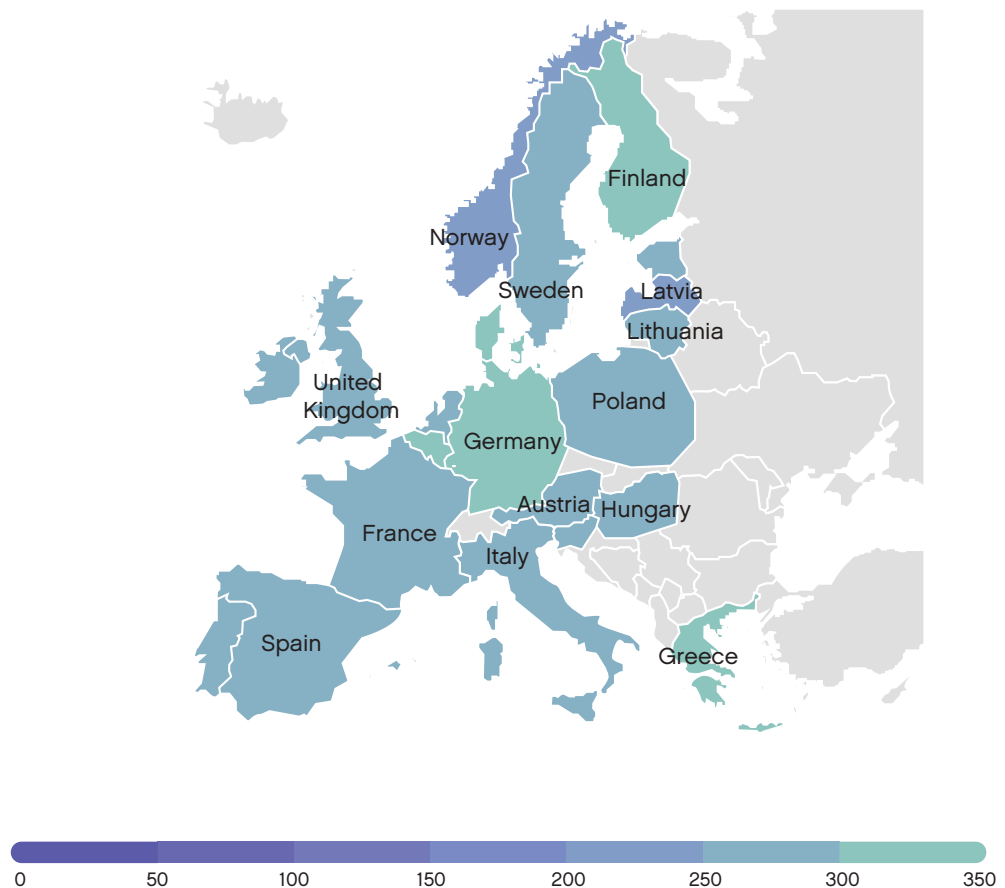 Finland
Norway
Sweden
Latvia
Lithuania
United
Kingdom
Poland
Germany
Austria
Hungary
France
Italy
Spain
Greece
0 50 100 150 200 250 300 350